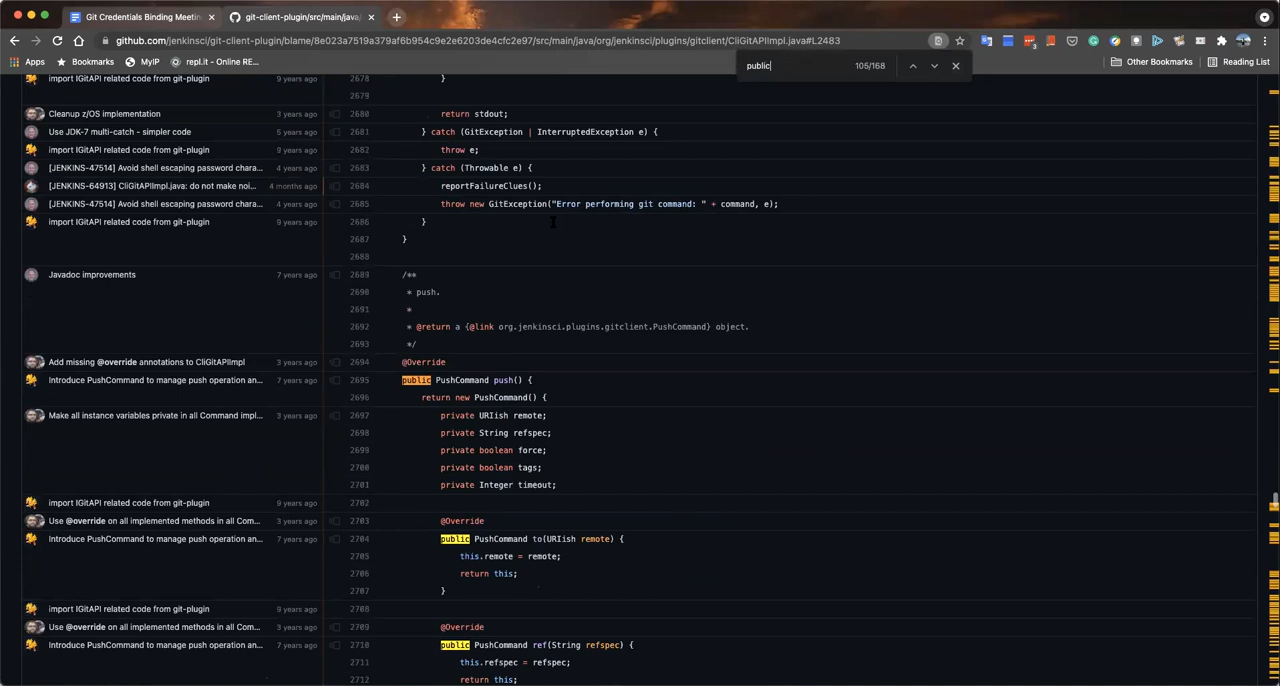 Git Credentials Binding Meetin
git-client-plugin/src/main/java/
github.com/jenkinsci/git-client-plugin/blame/8e023a7519a379af6b954c9e2e6203de4cfc2e97/src/main/java/org/jenkinsci/plugins/gitclient/CliGitAPIImpl.java#L2483
Apps Bookmarks MyIP repl.it - Online RE... Other Bookmarks Reading List
public 105/168
import IGitAPI related code from git-plugin 9 years ago 2678 }
2679
Cleanup z/OS implementation 3 years ago 2680 return stdout;
Use JDK-7 multi-catch - simpler code 5 years ago 2681 } catch (GitException | InterruptedException e) {
import IGitAPI related code from git-plugin 9 years ago 2682 throw e;
[JENKINS-47514] Avoid shell escaping password chara... 4 years ago 2683 } catch (Throwable e) {
[JENKINS-64913] CliGitAPIImpl.java: do not make noi... 4 months ago 2684 reportFailureClues();
[JENKINS-47514] Avoid shell escaping password chara... 4 years ago 2685 throw new GitException("Error performing git command: " + command, e);
import IGitAPI related code from git-plugin 9 years ago 2686 }
2687 }
2688
Javadoc improvements 7 years ago 2689 /**
2690 * push.
2691 *
2692 * @return a {@link org.jenkinsci.plugins.gitclient.PushCommand} object.
2693 */
Add missing @override annotations to CliGitAPIImpl 3 years ago 2694 @Override
Introduce PushCommand to manage push operation an... 7 years ago 2695 public PushCommand push() {
2696 return new PushCommand() {
Make all instance variables private in all Command impl... 3 years ago 2697 private URIish remote;
2698 private String refspec;
2699 private boolean force;
2700 private boolean tags;
2701 private Integer timeout;
import IGitAPI related code from git-plugin 9 years ago 2702
Use @override on all implemented methods in all Com... 3 years ago 2703 @Override
Introduce PushCommand to manage push operation an... 7 years ago 2704 public PushCommand to(URIish remote) {
2705 this.remote = remote;
2706 return this;
2707 }
import IGitAPI related code from git-plugin 9 years ago 2708
Use @override on all implemented methods in all Com... 3 years ago 2709 @Override
Introduce PushCommand to manage push operation an... 7 years ago 2710 public PushCommand ref(String refspec) {
2711 this.refspec = refspec;
2712 return this;